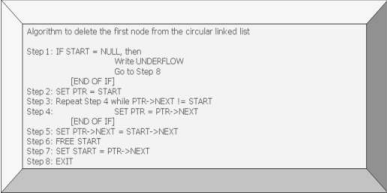 Algorithm to delete the first node from the circular linked list
Step 1: IF START = NULL, then
Write UNDERFLOW
Go to Step 8
[END OF IF]
Step 2: SET PTR = START
Step 3: Repeat Step 4 while PTR->NEXT != START
Step 4: SET PTR = PTR->NEXT
[END OF IF]
Step 5: SET PTR->NEXT = START->NEXT
Step 6: FREE START
Step 7: SET START = PTR->NEXT
Step 8: EXIT